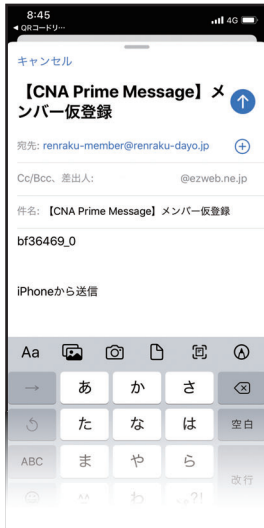 8:45
4G
◀ QRコードリ…
キャンセル
【CNA Prime Message】メ
ンバー仮登録
宛先: renraku-member@renraku-dayo.jp
Cc/Bcc、差出人: @ezweb.ne.jp
件名: 【CNA Prime Message】メンバー仮登録
bf36469_0
iPhoneから送信
Aa
→ あ か さ
た な は 空白
ABC ま や ら
改行
^^ わ 、。?!